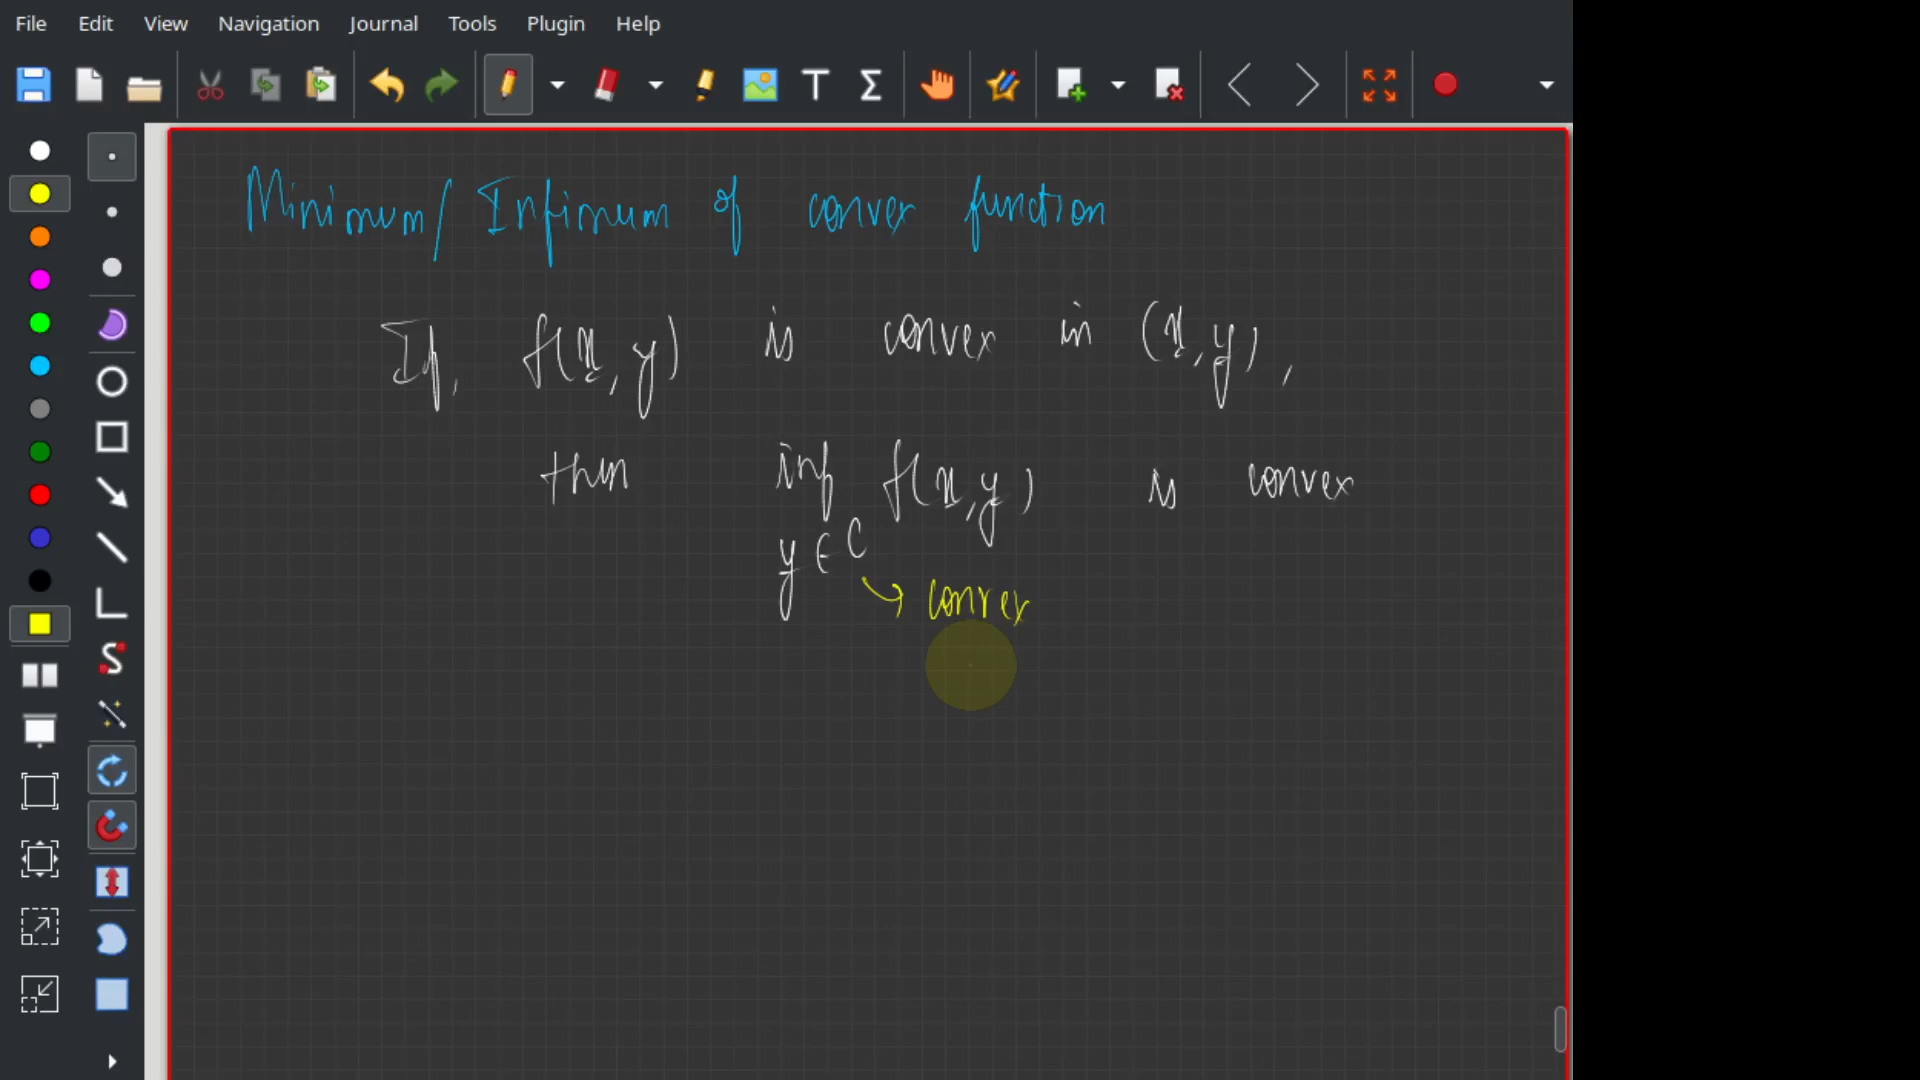 File Edit View Navigation Journal Tools Plugin Help
Minimum/Infimum of convex function
If, f(x, y) is convex in (x, y),
then inf f(x, y) is convex
y ∈ C
convex